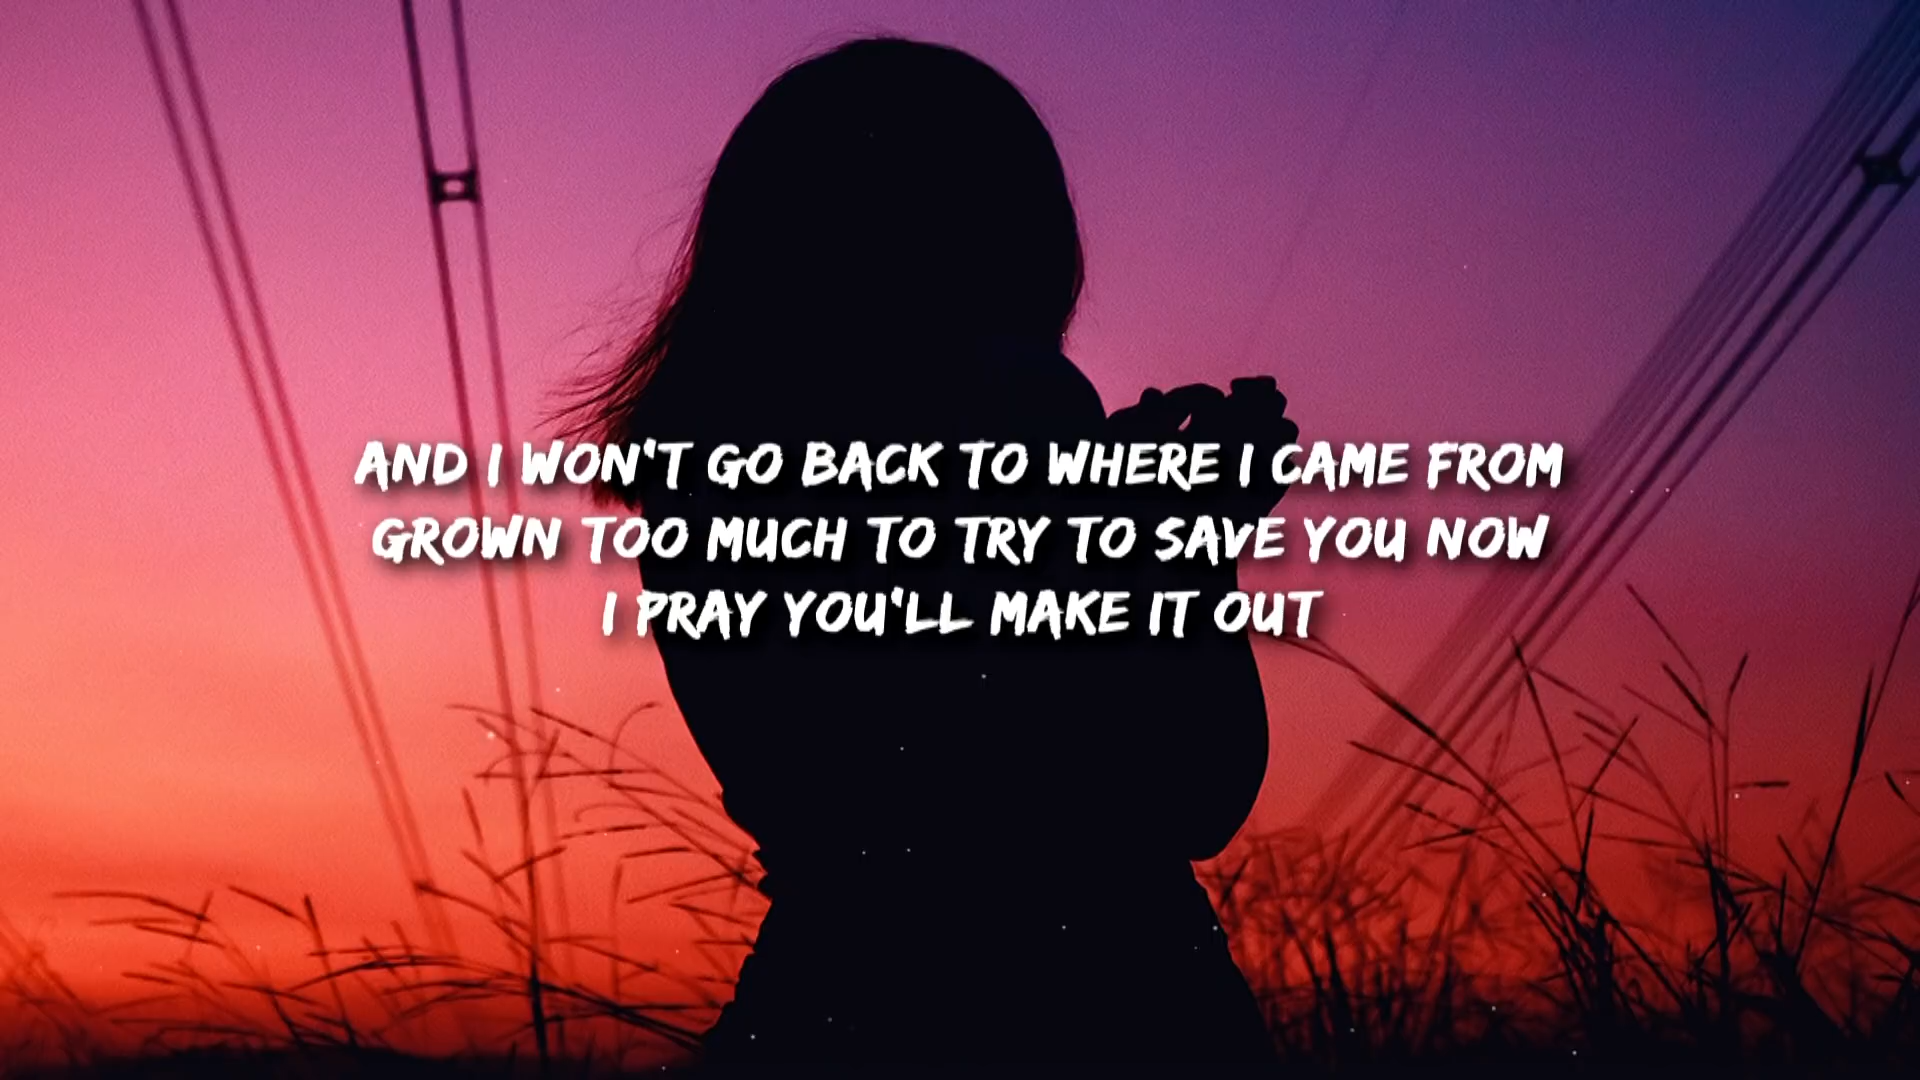 AND I WON'T GO BACK TO WHERE I CAME FROM
GROWN TOO MUCH TO TRY TO SAVE YOU NOW
I PRAY YOU'LL MAKE IT OUT